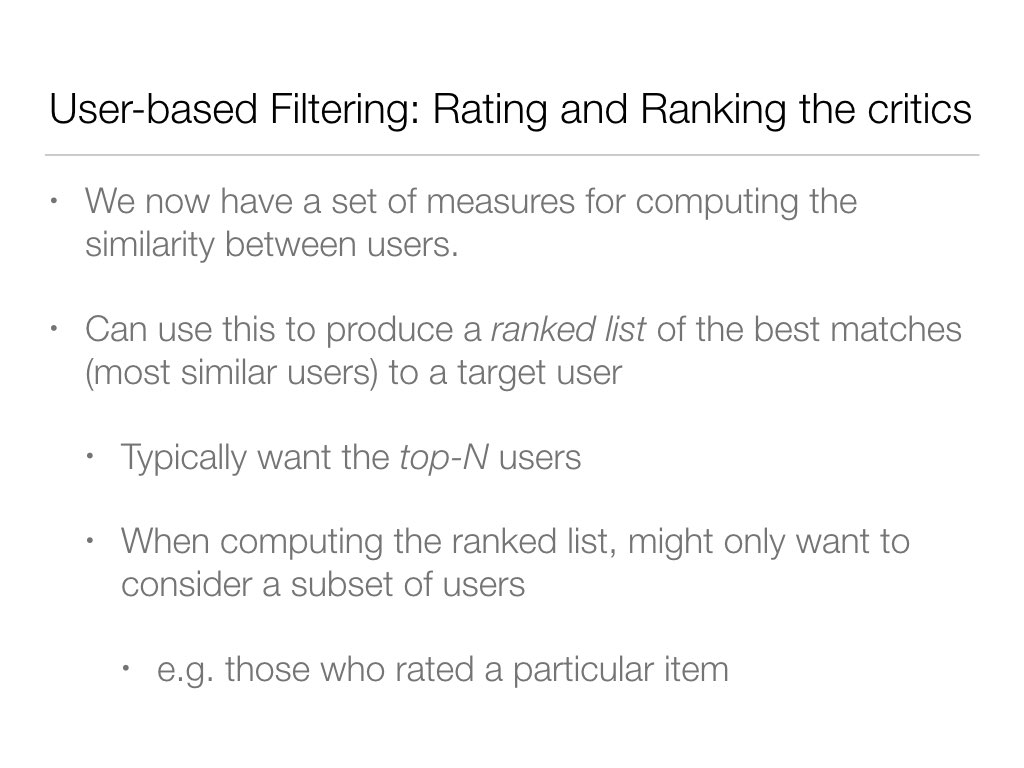 User-based Filtering: Rating and Ranking the critics
• We now have a set of measures for computing the
similarity between users.
• Can use this to produce a ranked list of the best matches
(most similar users) to a target user
• Typically want the top-N users
• When computing the ranked list, might only want to
consider a subset of users
• e.g. those who rated a particular item